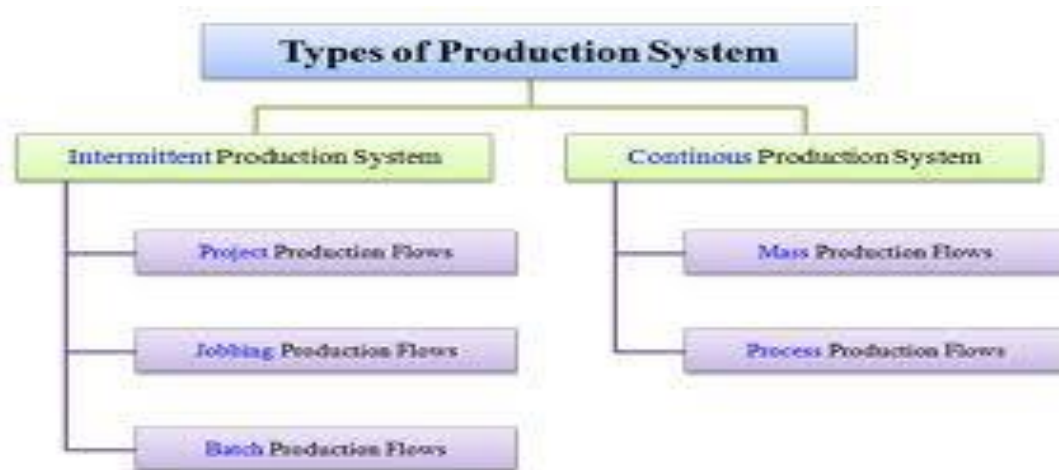 Types of Production System
Intermittent Production System
Continous Production System
Project Production Flows
Mass Production Flows
Jobbing Production Flows
Process Production Flows
Batch Production Flows